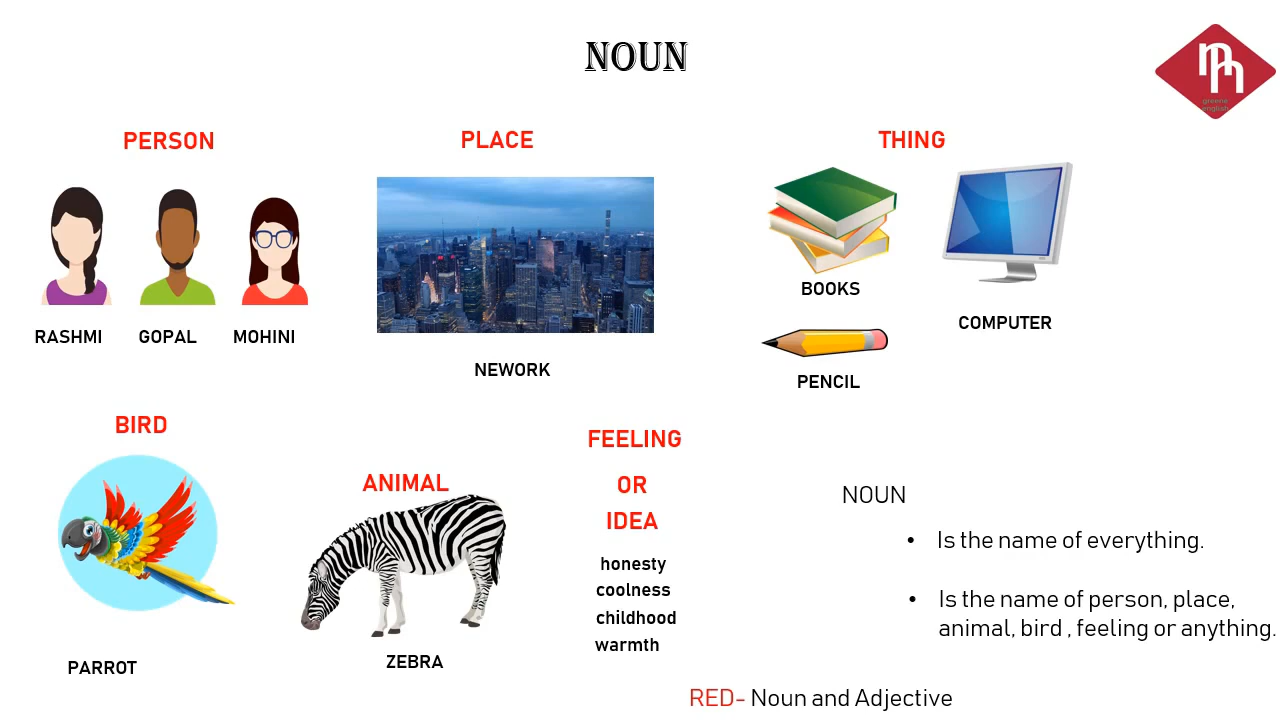 NOUN
greens
english
PERSON
PLACE
THING
RASHMI
GOPAL
MOHINI
NEWORK
BOOKS
COMPUTER
PENCIL
BIRD
PARROT
ANIMAL
ZEBRA
FEELING
OR
IDEA
honesty
coolness
childhood
warmth
NOUN
• Is the name of everything.
• Is the name of person, place,
animal, bird , feeling or anything.
RED- Noun and Adjective